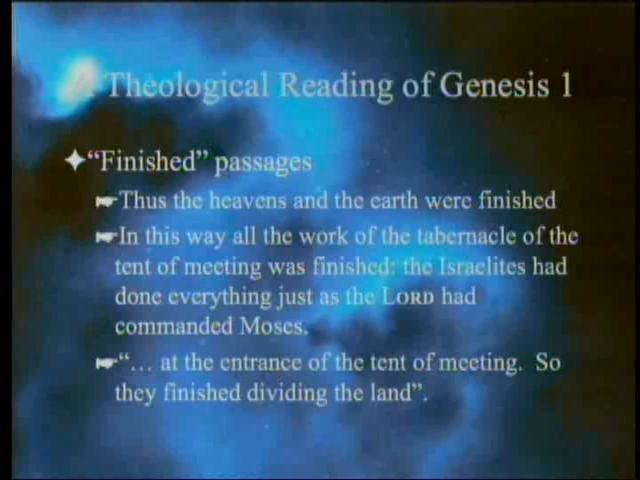 A Theological Reading of Genesis 1
“Finished” passages
Thus the heavens and the earth were finished
In this way all the work of the tabernacle of the
tent of meeting was finished: the Israelites had
done everything just as the LORD had
commanded Moses.
“… at the entrance of the tent of meeting. So
they finished dividing the land”.